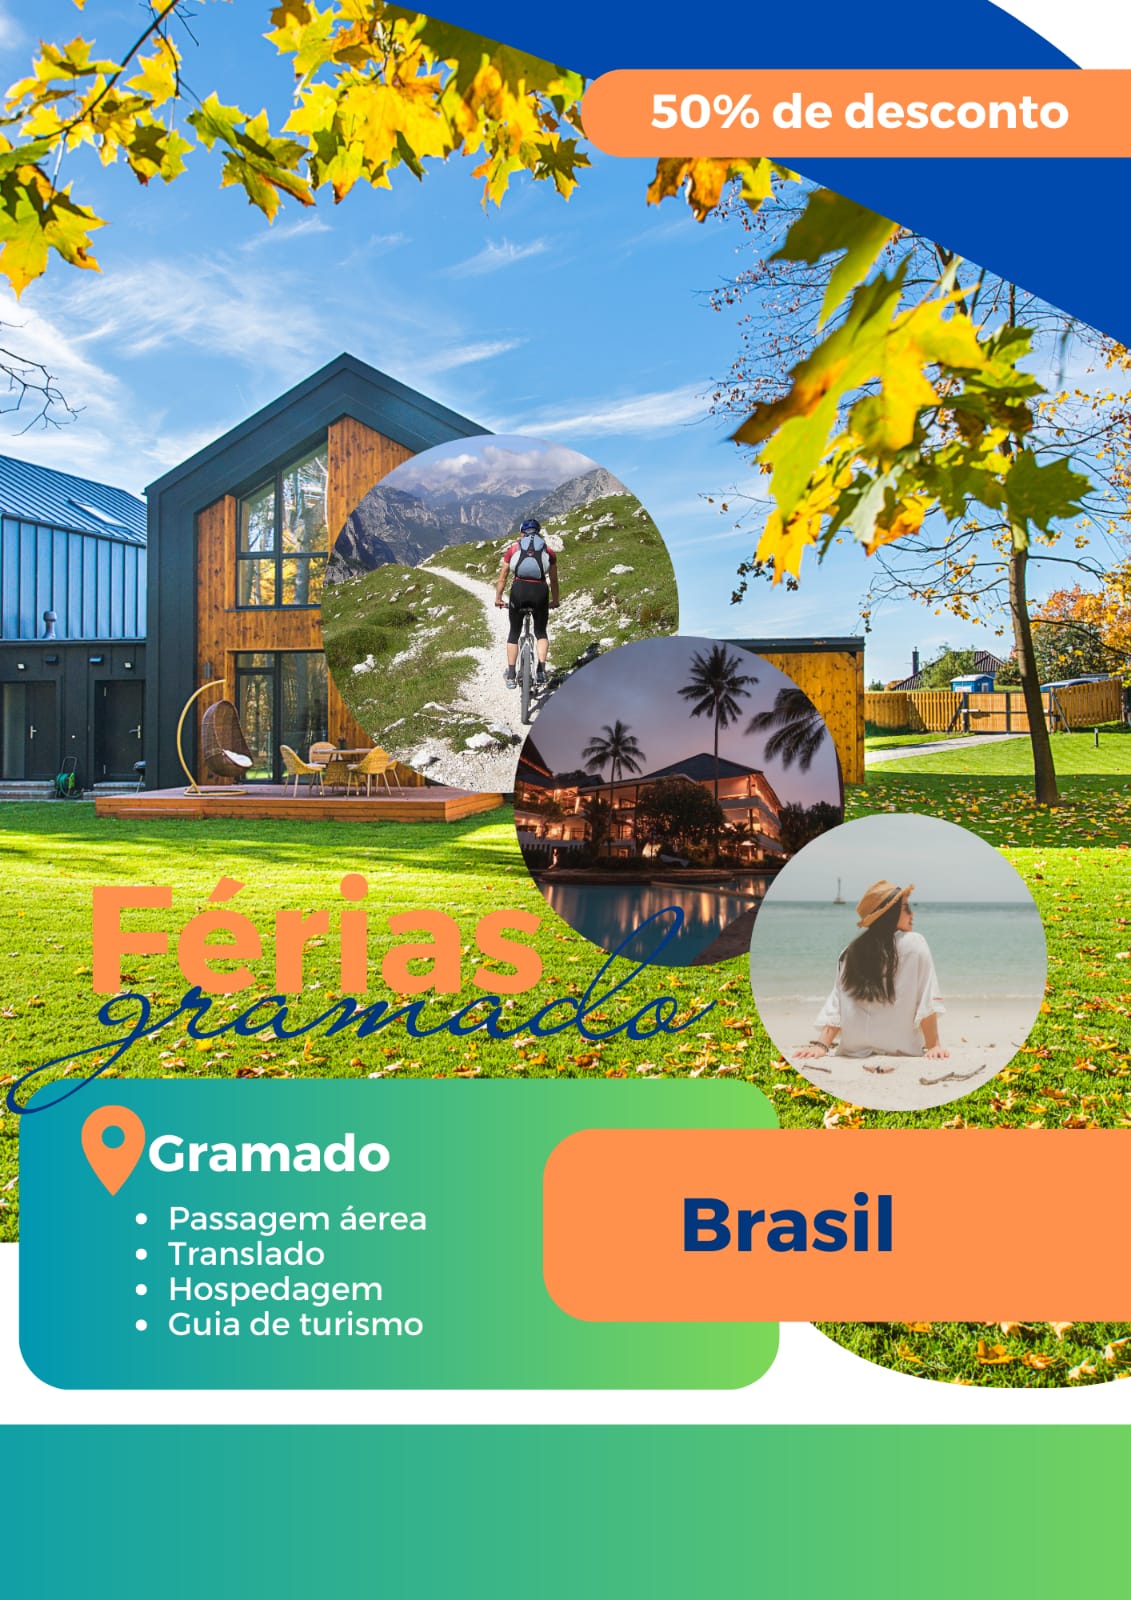 50% de desconto
Férias
gramado
Gramado
• Passagem áerea
• Translado
• Hospedagem
• Guia de turismo
Brasil